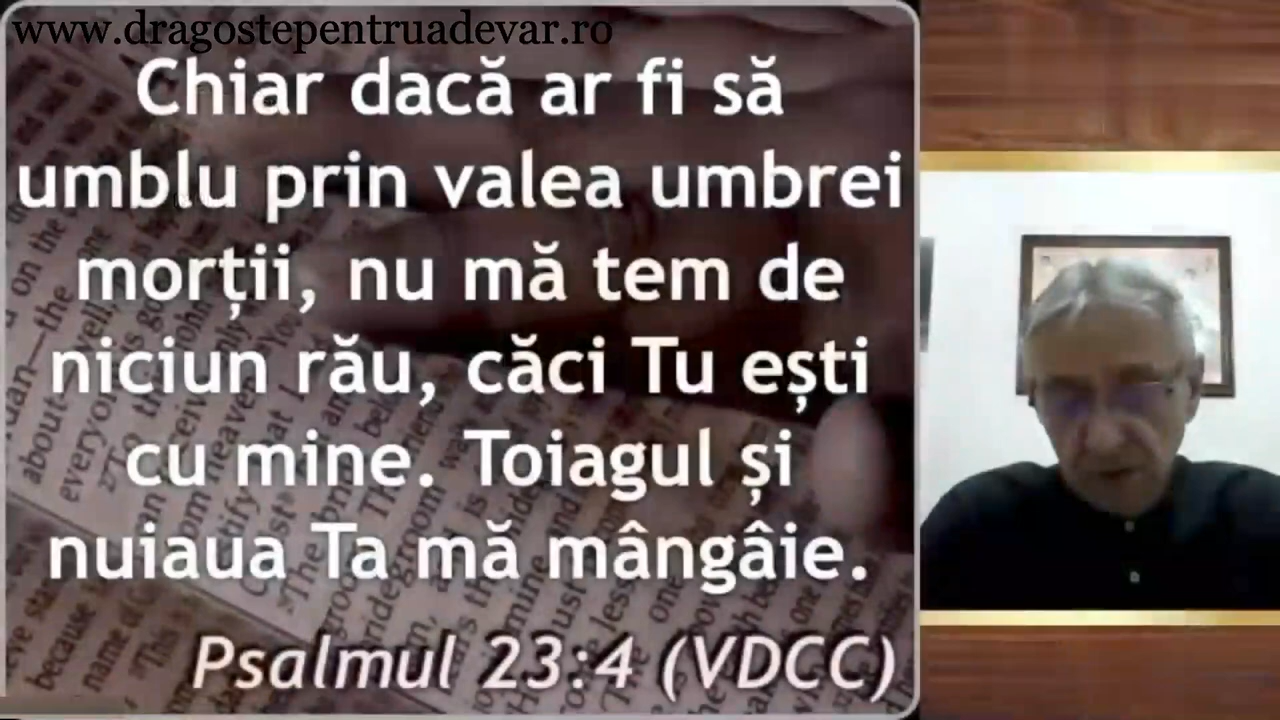 www.dragostepentruadevar.ro
Chiar dacă ar fi să
umblu prin valea umbrei
morții, nu mă tem de
niciun rău, căci Tu ești
cu mine. Toiagul și
nuiaua Ta mă mângâie.
Psalmul 23:4 (VDCC)